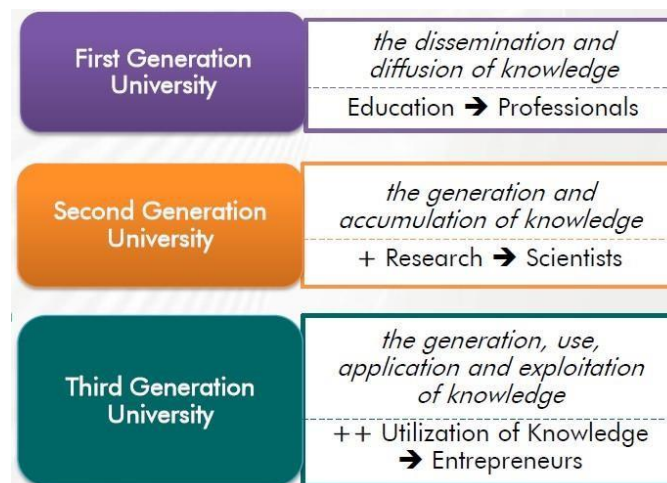 First Generation
University
the dissemination and
diffusion of knowledge
Education ➔ Professionals
Second Generation
University
the generation and
accumulation of knowledge
+ Research ➔ Scientists
Third Generation
University
the generation, use,
application and exploitation
of knowledge
++ Utilization of Knowledge
➔ Entrepreneurs